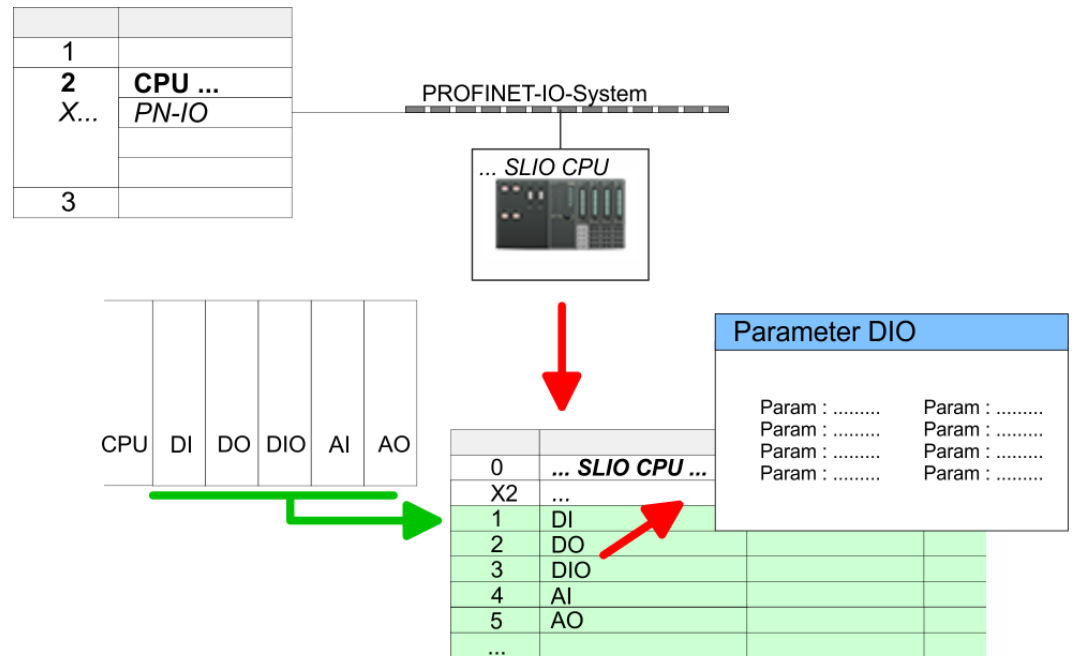 1
2 CPU ...
X... PN-IO
3
PROFINET-IO-System
... SLIO CPU
CPU DI DO DIO AI AO
Parameter DIO
Param : ......... Param : .........
Param : ......... Param : .........
Param : ......... Param : .........
Param : ......... Param : .........
0 ... SLIO CPU ...
X2 ...
1 DI
2 DO
3 DIO
4 AI
5 AO
...